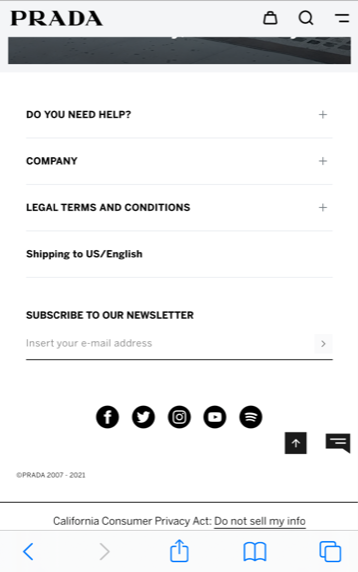 PRADA
DO YOU NEED HELP?
COMPANY
LEGAL TERMS AND CONDITIONS
Shipping to US/English
SUBSCRIBE TO OUR NEWSLETTER
Insert your e-mail address
©PRADA 2007 - 2021
California Consumer Privacy Act: Do not sell my info